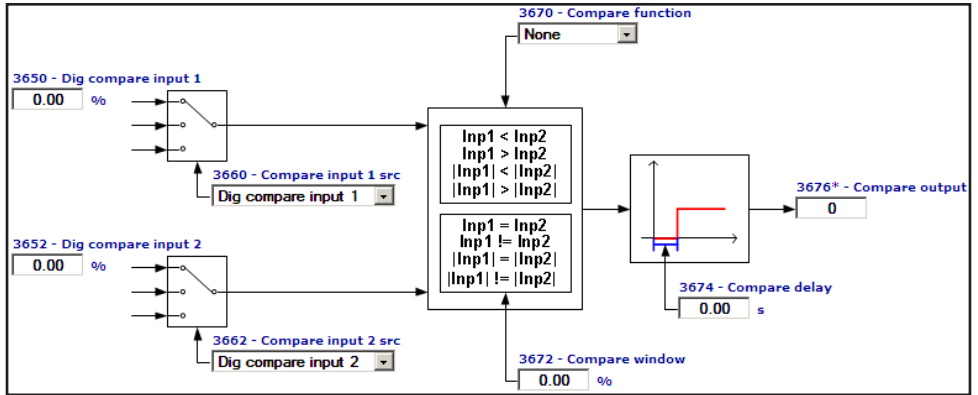 3670 - Compare function
None
3650 - Dig compare input 1
0.00 %
3660 - Compare input 1 src
Dig compare input 1
Inp1 < Inp2
Inp1 > Inp2
|Inp1| < |Inp2|
|Inp1| > |Inp2|
Inp1 = Inp2
Inp1 != Inp2
|Inp1| = |Inp2|
|Inp1| != |Inp2|
3676* - Compare output
0
3652 - Dig compare input 2
0.00 %
3674 - Compare delay
0.00 s
3662 - Compare input 2 src
Dig compare input 2
3672 - Compare window
0.00 %